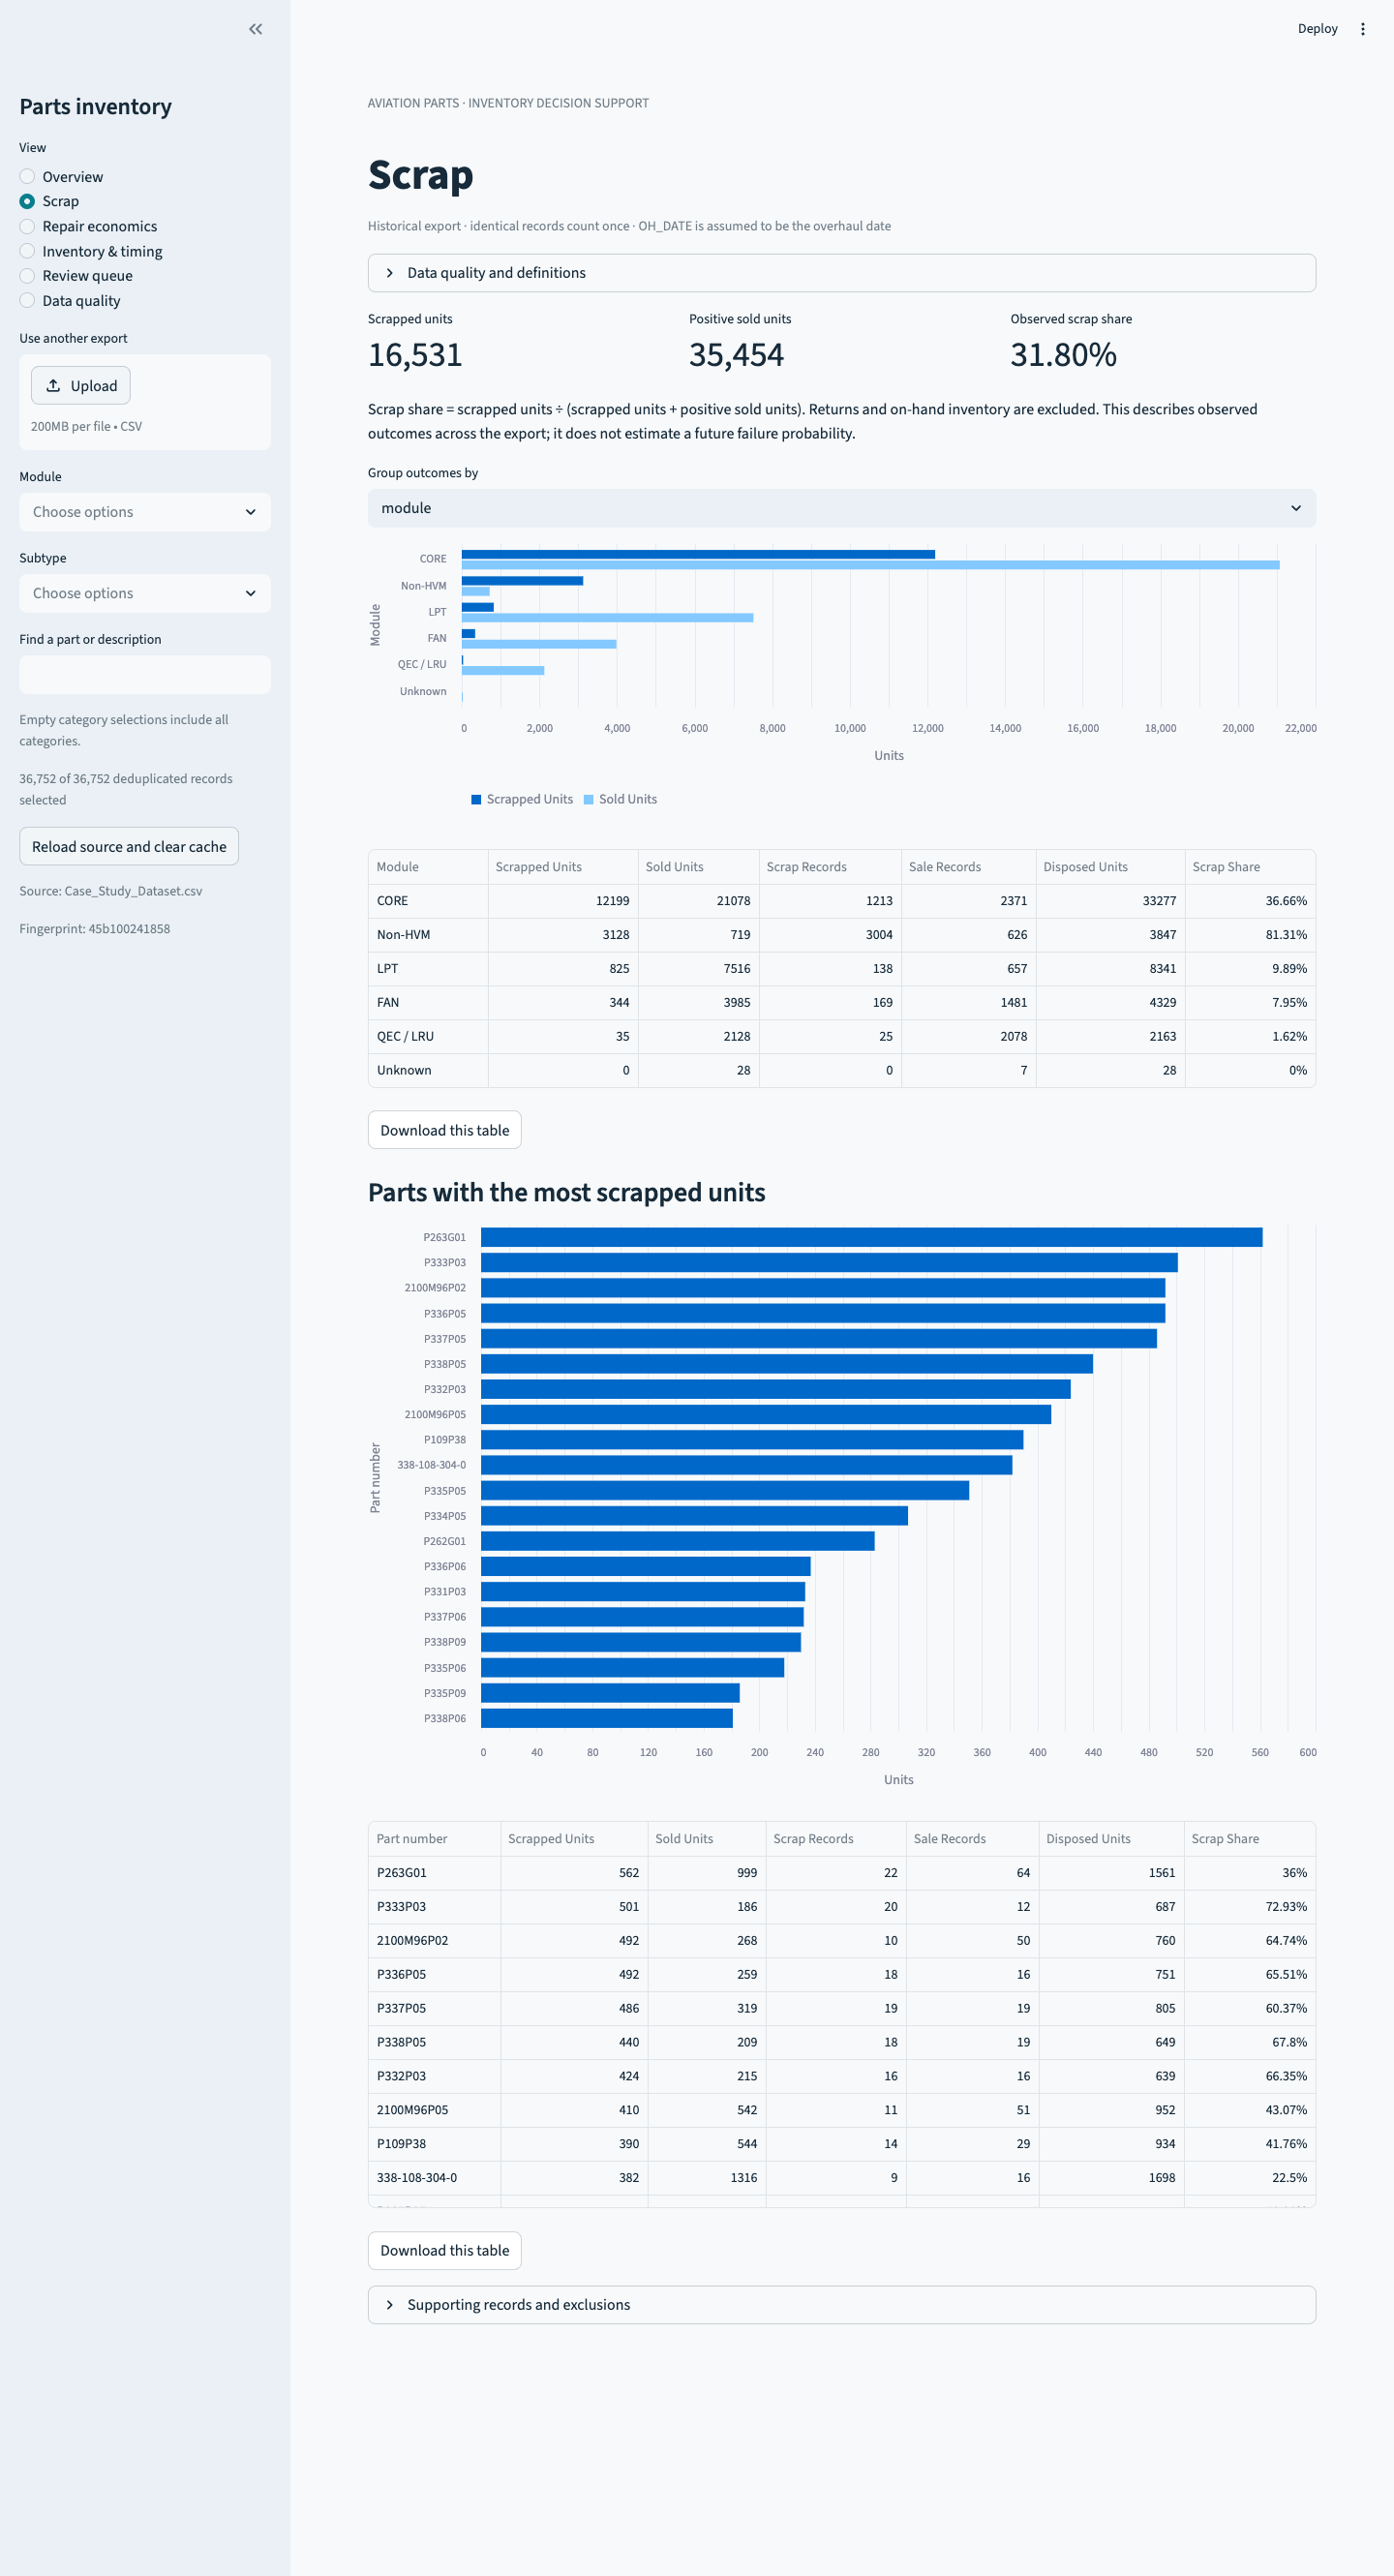 Deploy
Parts inventory
View
Overview
Scrap
Repair economics
Inventory & timing
Review queue
Data quality
Use another export
Upload
200MB per file • CSV
Module
Choose options
Subtype
Choose options
Find a part or description
Empty category selections include all
categories.
36,752 of 36,752 deduplicated records
selected
Reload source and clear cache
Source: Case_Study_Dataset.csv
Fingerprint: 45b100241858
AVIATION PARTS · INVENTORY DECISION SUPPORT
Scrap
Historical export · identical records count once · OH_DATE is assumed to be the overhaul date
Data quality and definitions
Scrapped units Positive sold units Observed scrap share
16,531 35,454 31.80%
Scrap share = scrapped units ÷ (scrapped units + positive sold units). Returns and on-hand inventory are excluded. This describes observed
outcomes across the export; it does not estimate a future failure probability.
Group outcomes by
module
Module
CORE
Non-HVM
LPT
FAN
QEC / LRU
Unknown
0 2,000 4,000 6,000 8,000 10,000 12,000 14,000 16,000 18,000 20,000 22,000
Units
Scrapped Units Sold Units
Module Scrapped Units Sold Units Scrap Records Sale Records Disposed Units Scrap Share
CORE 12199 21078 1213 2371 33277 36.66%
Non-HVM 3128 719 3004 626 3847 81.31%
LPT 825 7516 138 657 8341 9.89%
FAN 344 3985 169 1481 4329 7.95%
QEC / LRU 35 2128 25 2078 2163 1.62%
Unknown 0 28 0 7 28 0%
Download this table
Parts with the most scrapped units
Part number
P263G01
P333P03
2100M96P02
P336P05
P337P05
P338P05
P332P03
2100M96P05
P109P38
338-108-304-0
P335P05
P334P05
P262G01
P336P06
P331P03
P337P06
P338P09
P335P06
P335P09
P338P06
0 40 80 120 160 200 240 280 320 360 400 440 480 520 560 600
Units
Part number Scrapped Units Sold Units Scrap Records Sale Records Disposed Units Scrap Share
P263G01 562 999 22 64 1561 36%
P333P03 501 186 20 12 687 72.93%
2100M96P02 492 268 10 50 760 64.74%
P336P05 492 259 18 16 751 65.51%
P337P05 486 319 19 19 805 60.37%
P338P05 440 209 18 19 649 67.8%
P332P03 424 215 16 16 639 66.35%
2100M96P05 410 542 11 51 952 43.07%
P109P38 390 544 14 29 934 41.76%
338-108-304-0 382 1316 9 16 1698 22.5%
Download this table
Supporting records and exclusions